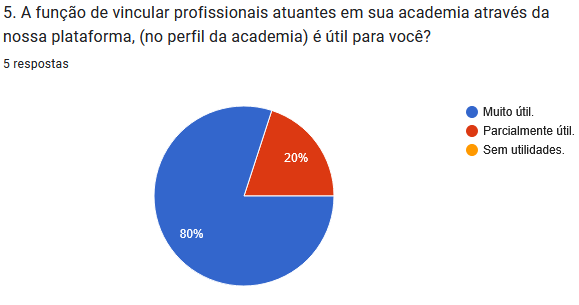 5. A função de vincular profissionais atuantes em sua academia através da
nossa plataforma, (no perfil da academia) é útil para você?
5 respostas
Muito útil.
Parcialmente útil.
Sem utilidades.
20%
80%